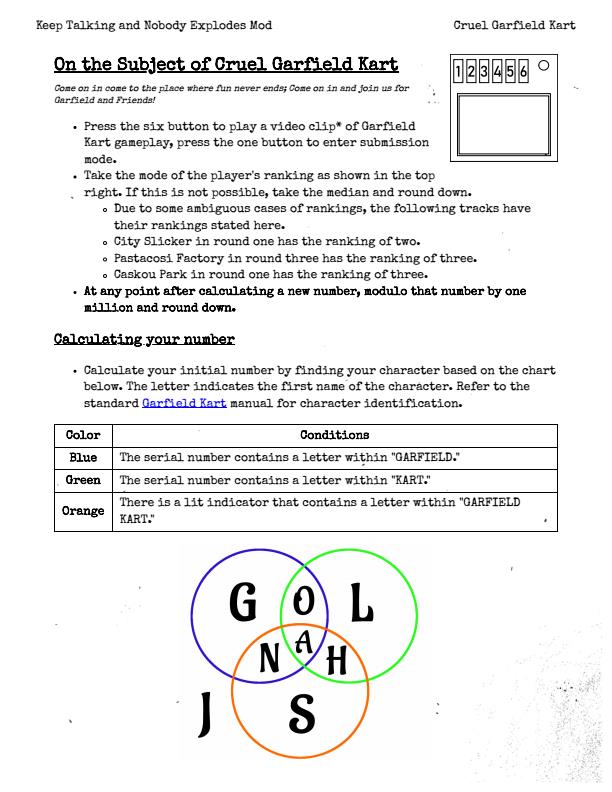 Keep Talking and Nobody Explodes Mod
Cruel Garfield Kart
On the Subject of Cruel Garfield Kart
Come on in come to the place where fun never ends; Come on in and join us for
Garfield and Friends!
1 2 3 4 5 6
• Press the six button to play a video clip* of Garfield
Kart gameplay, press the one button to enter submission
mode.
• Take the mode of the player's ranking as shown in the top
right. If this is not possible, take the median and round down.
◦ Due to some ambiguous cases of rankings, the following tracks have
their rankings stated here.
◦ City Slicker in round one has the ranking of two.
◦ Pastacosi Factory in round three has the ranking of three.
◦ Caskou Park in round one has the ranking of three.
• At any point after calculating a new number, modulo that number by one
million and round down.
Calculating your number
• Calculate your initial number by finding your character based on the chart
below. The letter indicates the first name of the character. Refer to the
standard Garfield Kart manual for character identification.
Color Conditions
Blue The serial number contains a letter within "GARFIELD."
Green The serial number contains a letter within "KART."
Orange There is a lit indicator that contains a letter within "GARFIELD
KART."
G O L
N A H
J S